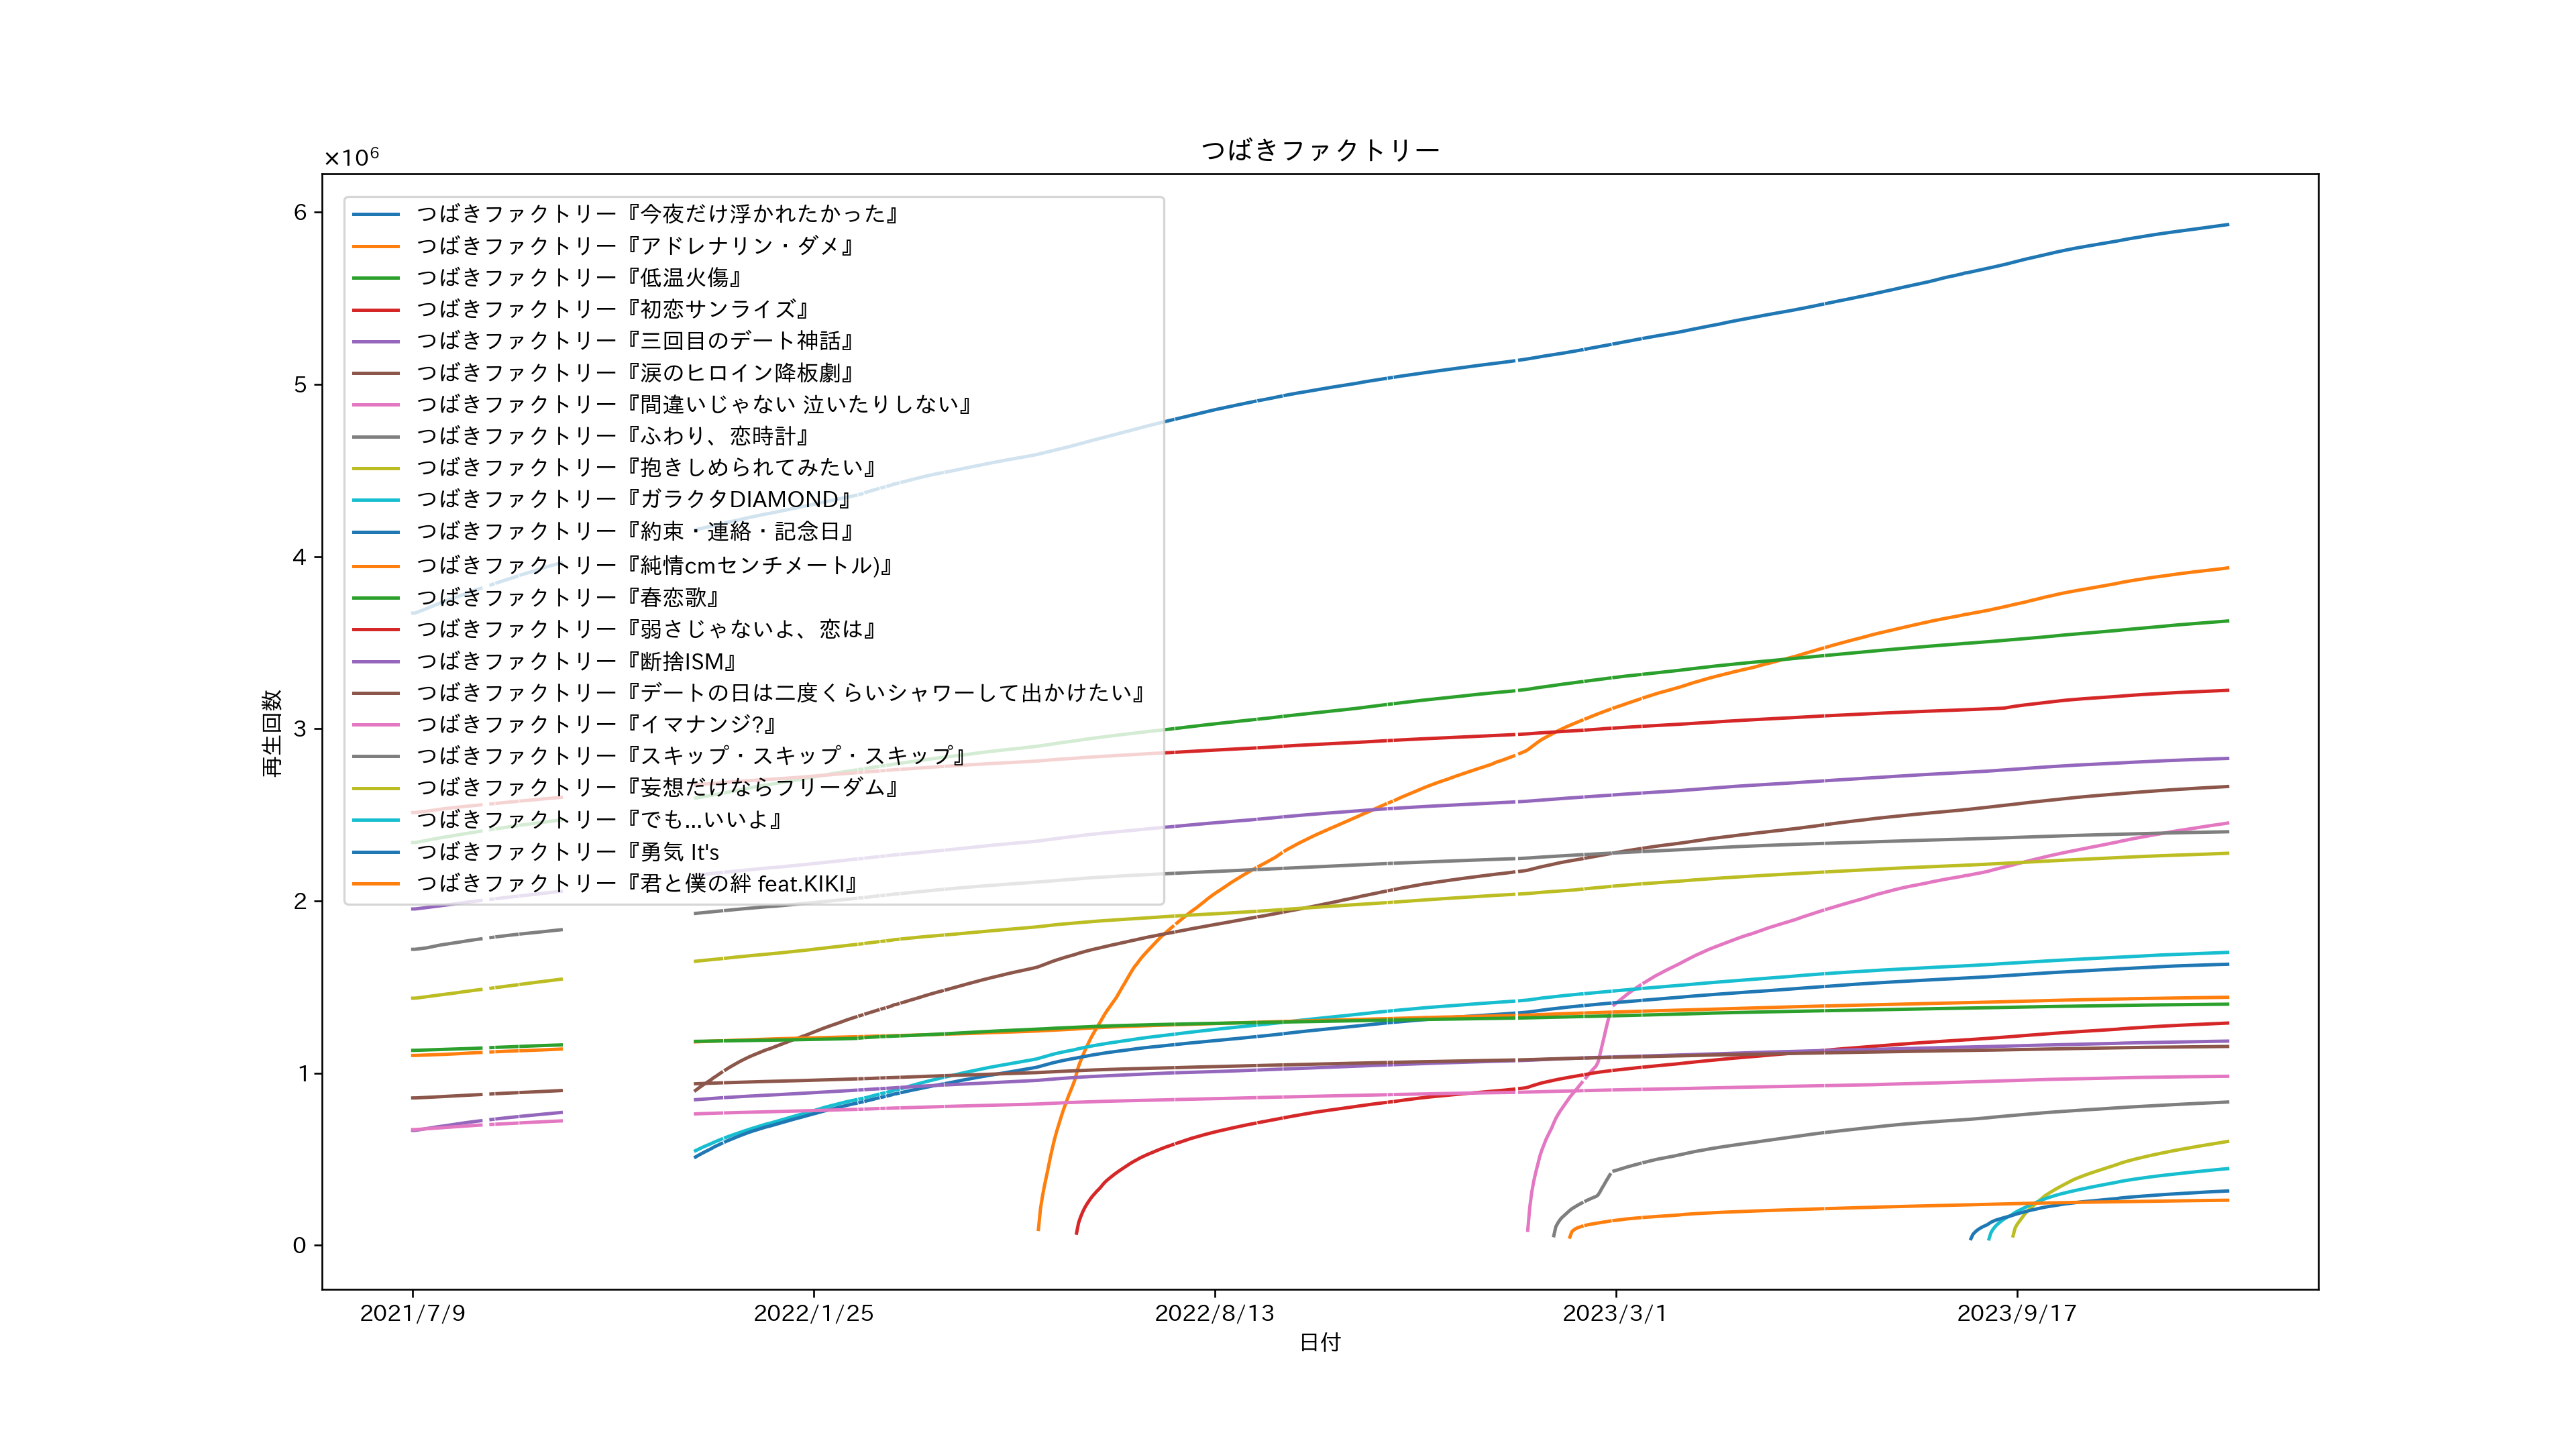 つばきファクトリー
×10⁶
つばきファクトリー『今夜だけ浮かれたかった』
つばきファクトリー『アドレナリン・ダメ』
つばきファクトリー『低温火傷』
つばきファクトリー『初恋サンライズ』
つばきファクトリー『三回目のデート神話』
つばきファクトリー『涙のヒロイン降板劇』
つばきファクトリー『間違いじゃない 泣いたりしない』
つばきファクトリー『ふわり、恋時計』
つばきファクトリー『抱きしめられてみたい』
つばきファクトリー『ガラクタDIAMOND』
つばきファクトリー『約束・連絡・記念日』
つばきファクトリー『純情cmセンチメートル)』
つばきファクトリー『春恋歌』
つばきファクトリー『弱さじゃないよ、恋は』
つばきファクトリー『断捨ISM』
つばきファクトリー『デートの日は二度くらいシャワーして出かけたい』
つばきファクトリー『イマナンジ?』
つばきファクトリー『スキップ・スキップ・スキップ』
つばきファクトリー『妄想だけならフリーダム』
つばきファクトリー『でも...いいよ』
つばきファクトリー『勇気 It's
つばきファクトリー『君と僕の絆 feat.KIKI』
6
5
4
3
2
1
0
再生回数
2021/7/9
2022/1/25
2022/8/13
2023/3/1
2023/9/17
日付